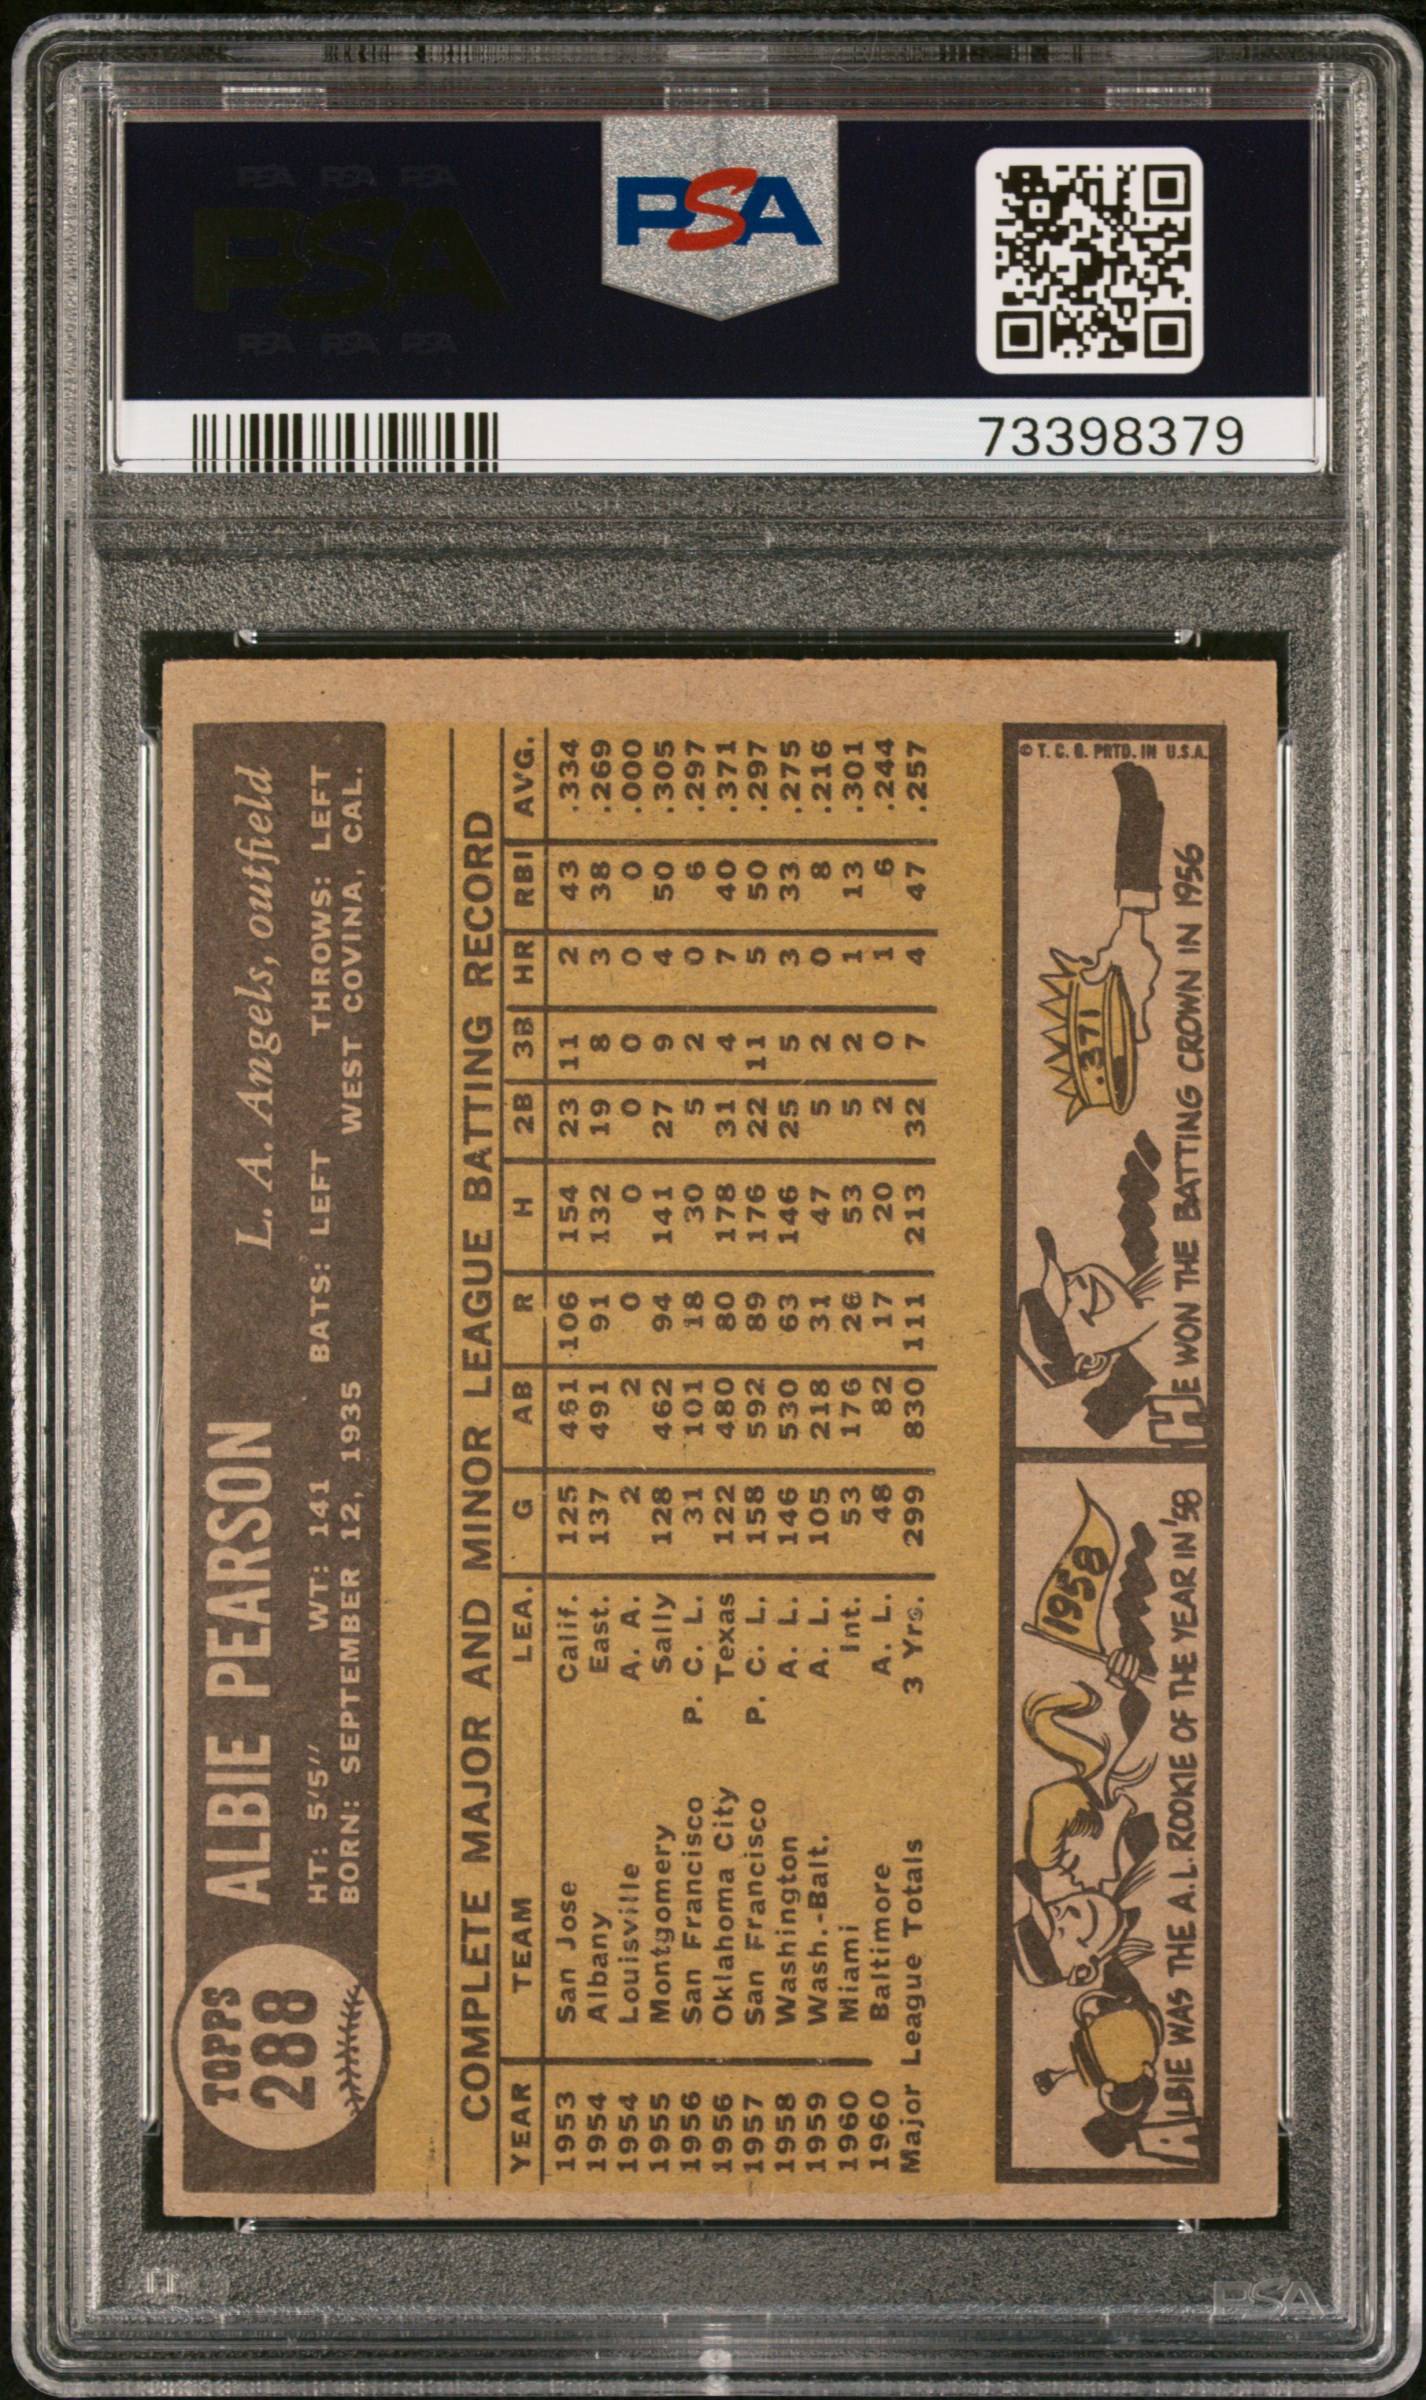 PSA PSA PSA
PSA
PSA PSA PSA
PSA
73398379
TOPPS
288
ALBIE PEARSON L. A. Angels, outfield
HT: 5'5" WT: 141 BATS: LEFT THROWS: LEFT
BORN: SEPTEMBER 12, 1935 WEST COVINA, CAL.
COMPLETE MAJOR AND MINOR LEAGUE BATTING RECORD
YEAR TEAM LEA. G AB R H 2B 3B HR RBI AVG.
1953 San Jose Calif. 125 461 106 154 23 11 2 43 .334
1954 Albany East. 137 491 91 132 19 8 3 38 .269
1954 Louisville A. A. 2 2 0 0 0 0 0 0 .000
1955 Montgomery Sally 128 462 94 141 27 9 4 50 .305
1956 San Francisco P. C. L. 31 101 18 30 5 2 0 6 .297
1956 Oklahoma City Texas 122 480 80 178 31 4 7 40 .371
1957 San Francisco P. C. L. 158 592 89 176 22 11 5 50 .297
1958 Washington A. L. 146 530 63 146 25 5 3 33 .275
1959 Wash.-Balt. A. L. 105 218 31 47 5 2 0 8 .216
1960 Miami Int. 53 176 26 53 5 2 1 13 .301
1960 Baltimore A. L. 48 82 17 20 2 0 1 6 .244
Major League Totals 3 Yrs. 299 830 111 213 32 7 4 47 .257
1958
ALBIE WAS THE A.L. ROOKIE OF THE YEAR IN '58
.371
HE WON THE BATTING CROWN IN 1956
© T. C. G. PRTD. IN U.S.A.
PSA